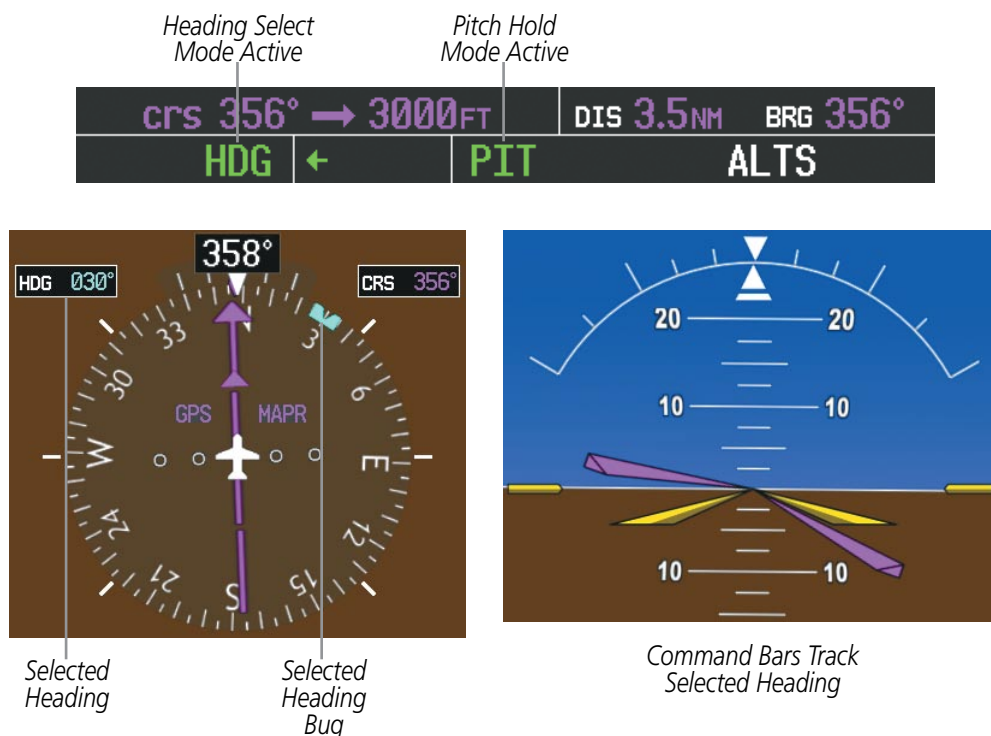 Heading Select
Mode Active
Pitch Hold
Mode Active
crs 356° → 3000FT
DIS 3.5NM BRG 356°
HDG ← PIT ALTS
358°
HDG 030°
CRS 356°
33
3
30
6
GPS MAPR
W
E
24
12
21
15
S
20 20
10 10
10 10
Selected
Heading
Selected
Heading
Bug
Command Bars Track
Selected Heading